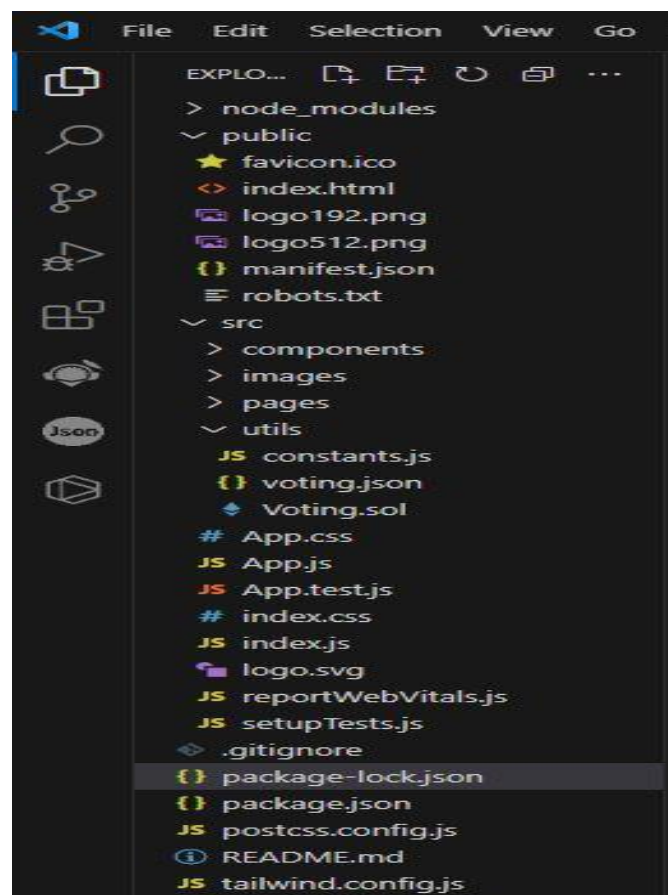 File Edit Selection View Go
EXPLO... ...
> node_modules
public
favicon.ico
<> index.html
logo192.png
logo512.png
{} manifest.json
robots.txt
src
> components
> images
> pages
utils
JS constants.js
{} voting.json
Voting.sol
# App.css
JS App.js
JS App.test.js
# index.css
JS index.js
logo.svg
JS reportWebVitals.js
JS setupTests.js
.gitignore
{} package-lock.json
{} package.json
JS postcss.config.js
README.md
JS tailwind.config.js
Json